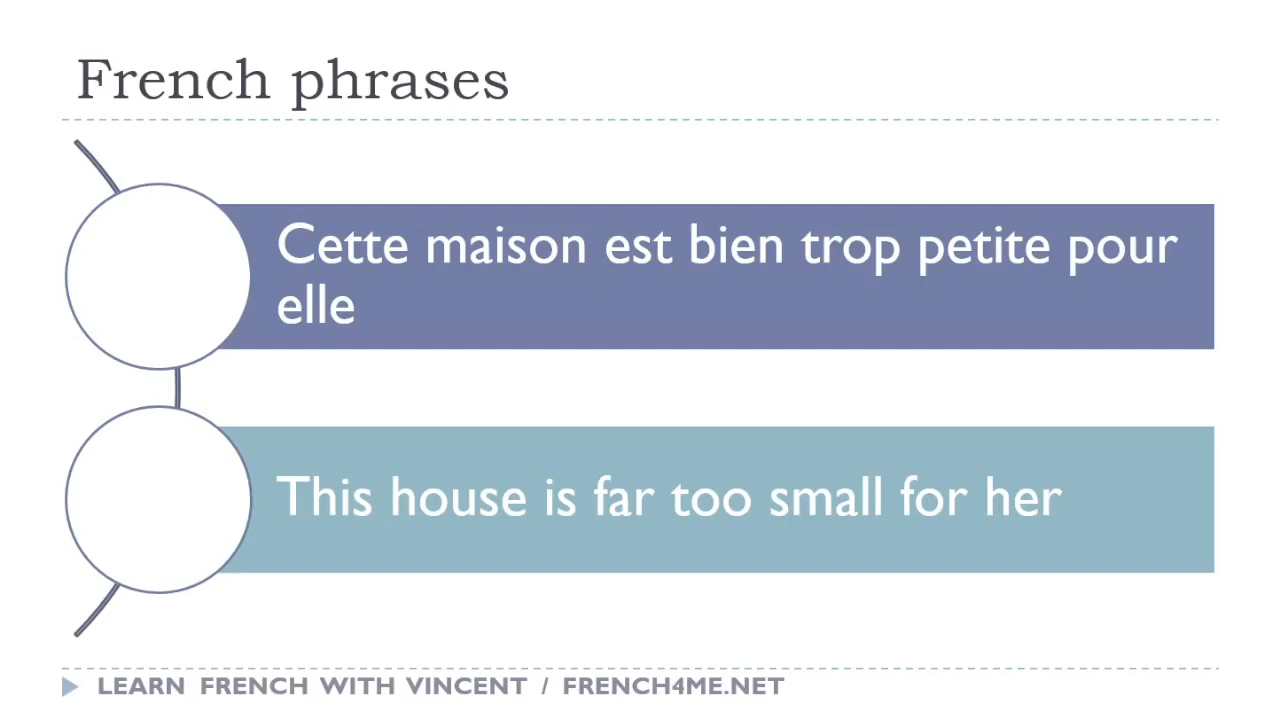 French phrases
Cette maison est bien trop petite pour
elle
This house is far too small for her
LEARN FRENCH WITH VINCENT / FRENCH4ME.NET